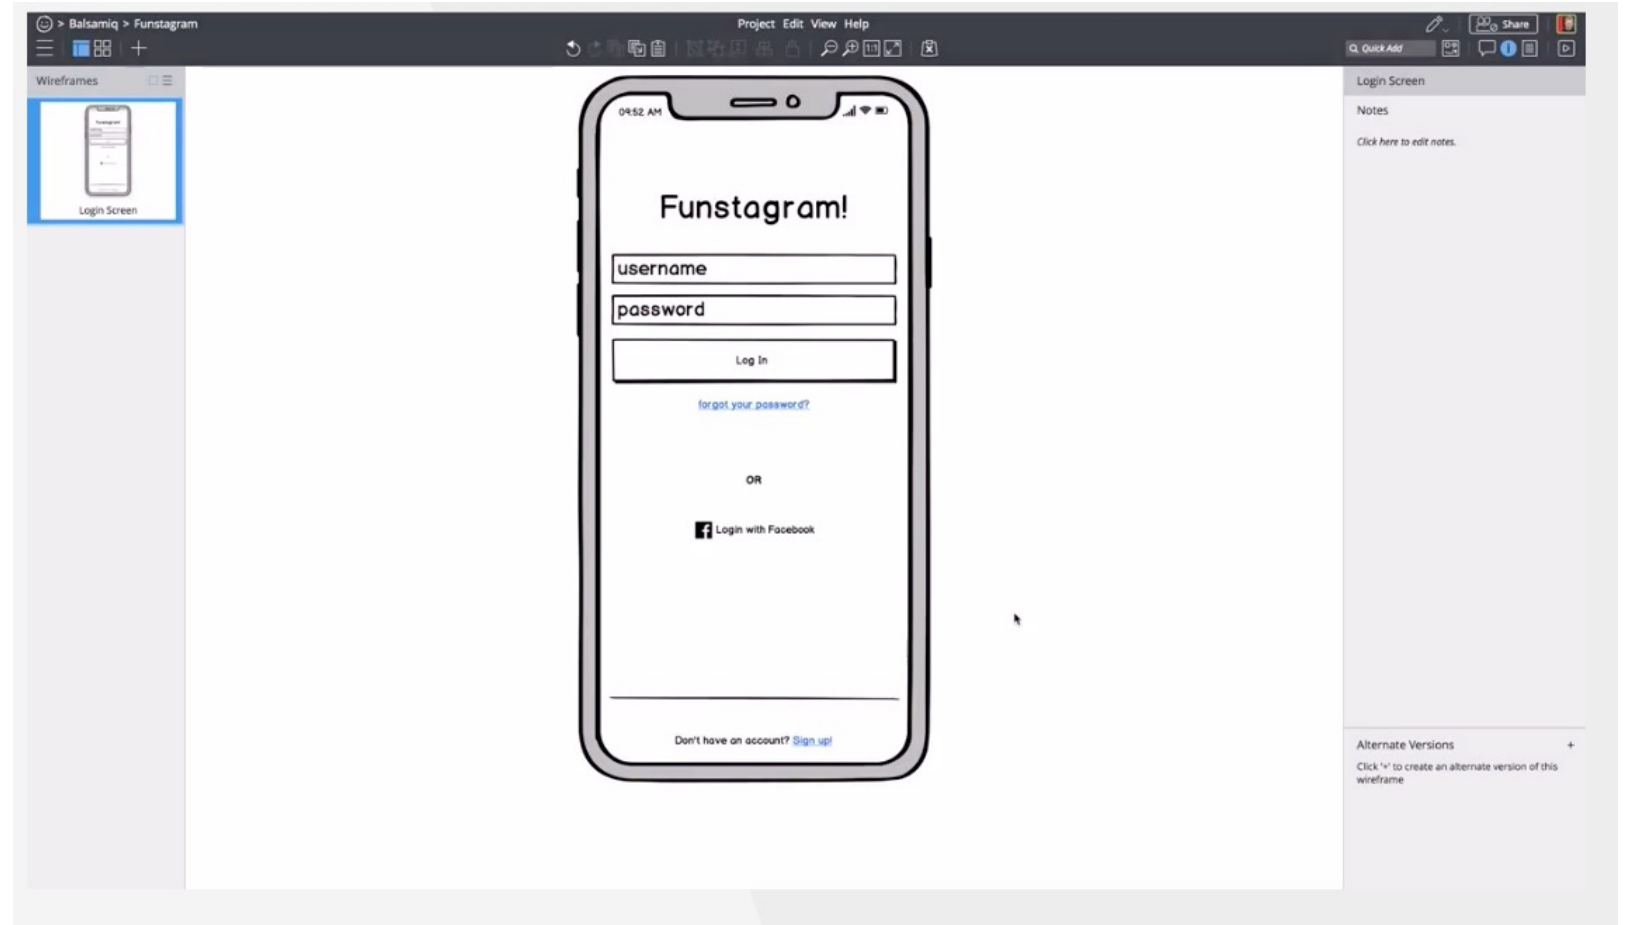 > Balsamiq > Funstagram
Project Edit View Help
Share
1:1
Quick Add
Wireframes
Login Screen
Login Screen
Notes
Click here to edit notes.
09:52 AM
Funstagram!
username
password
Log In
forgot your password?
OR
f Login with Facebook
Don't have an account? Sign up!
Alternate Versions +
Click '+' to create an alternate version of this
wireframe